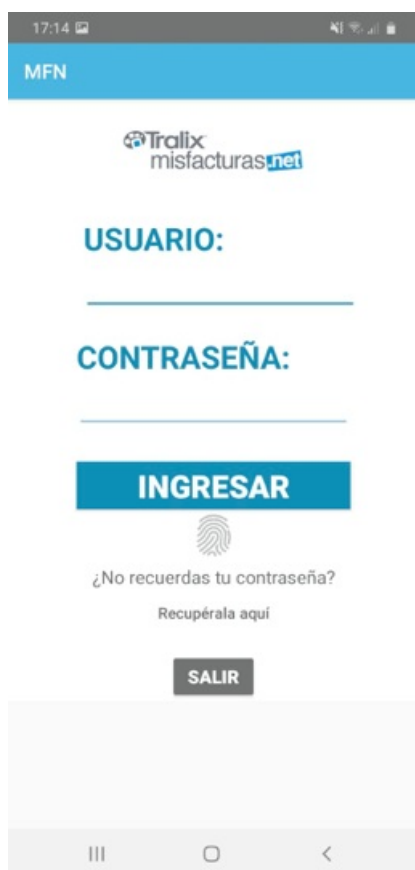 17:14
MFN
Tralix
misfacturas.net
USUARIO:
CONTRASEÑA:
INGRESAR
¿No recuerdas tu contraseña?
Recupérala aquí
SALIR